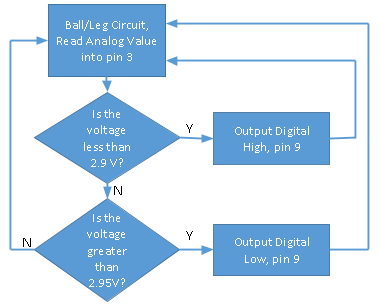 Ball/Leg Circuit,
Read Analog Value
into pin 3
Is the
voltage
less than
2.9 V?
Y
Output Digital
High, pin 9
N
Is the
voltage
greater
than
2.95V?
N
Y
Output Digital
Low, pin 9